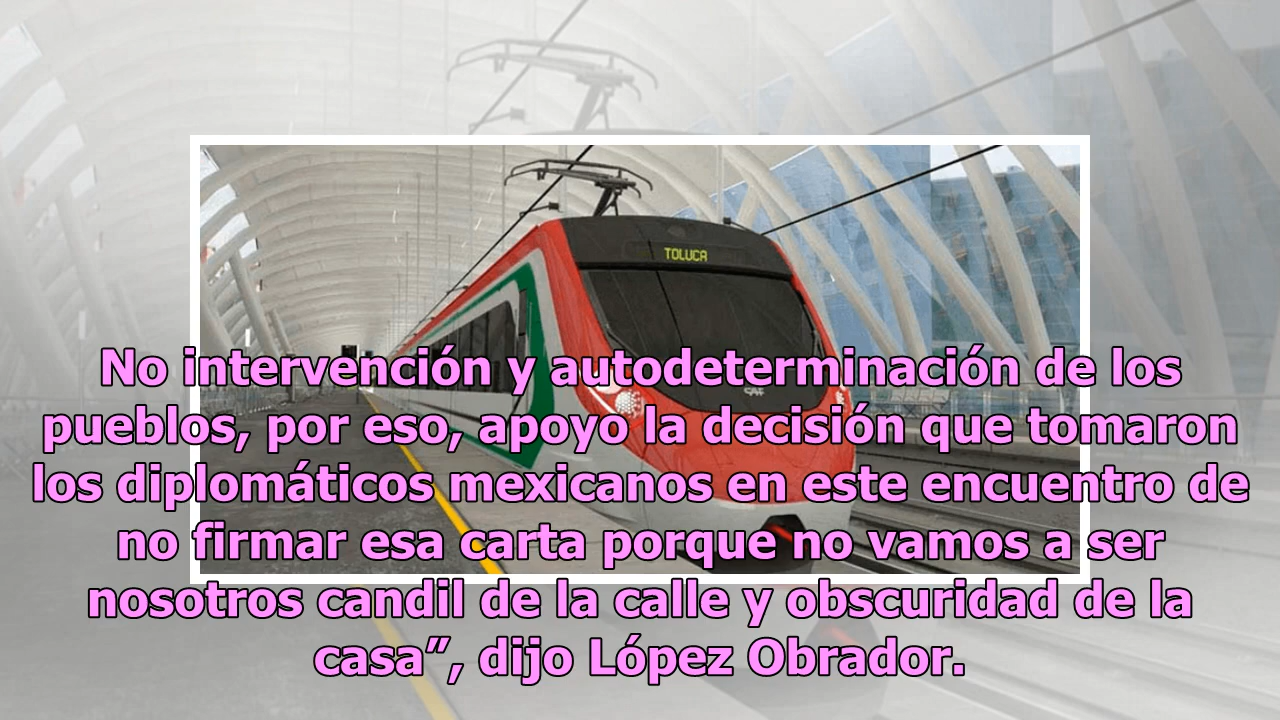 TOLUCA
CAF
No intervención y autodeterminación de los
pueblos, por eso, apoyo la decisión que tomaron
los diplomáticos mexicanos en este encuentro de
no firmar esa carta porque no vamos a ser
nosotros candil de la calle y obscuridad de la
casa”, dijo López Obrador.